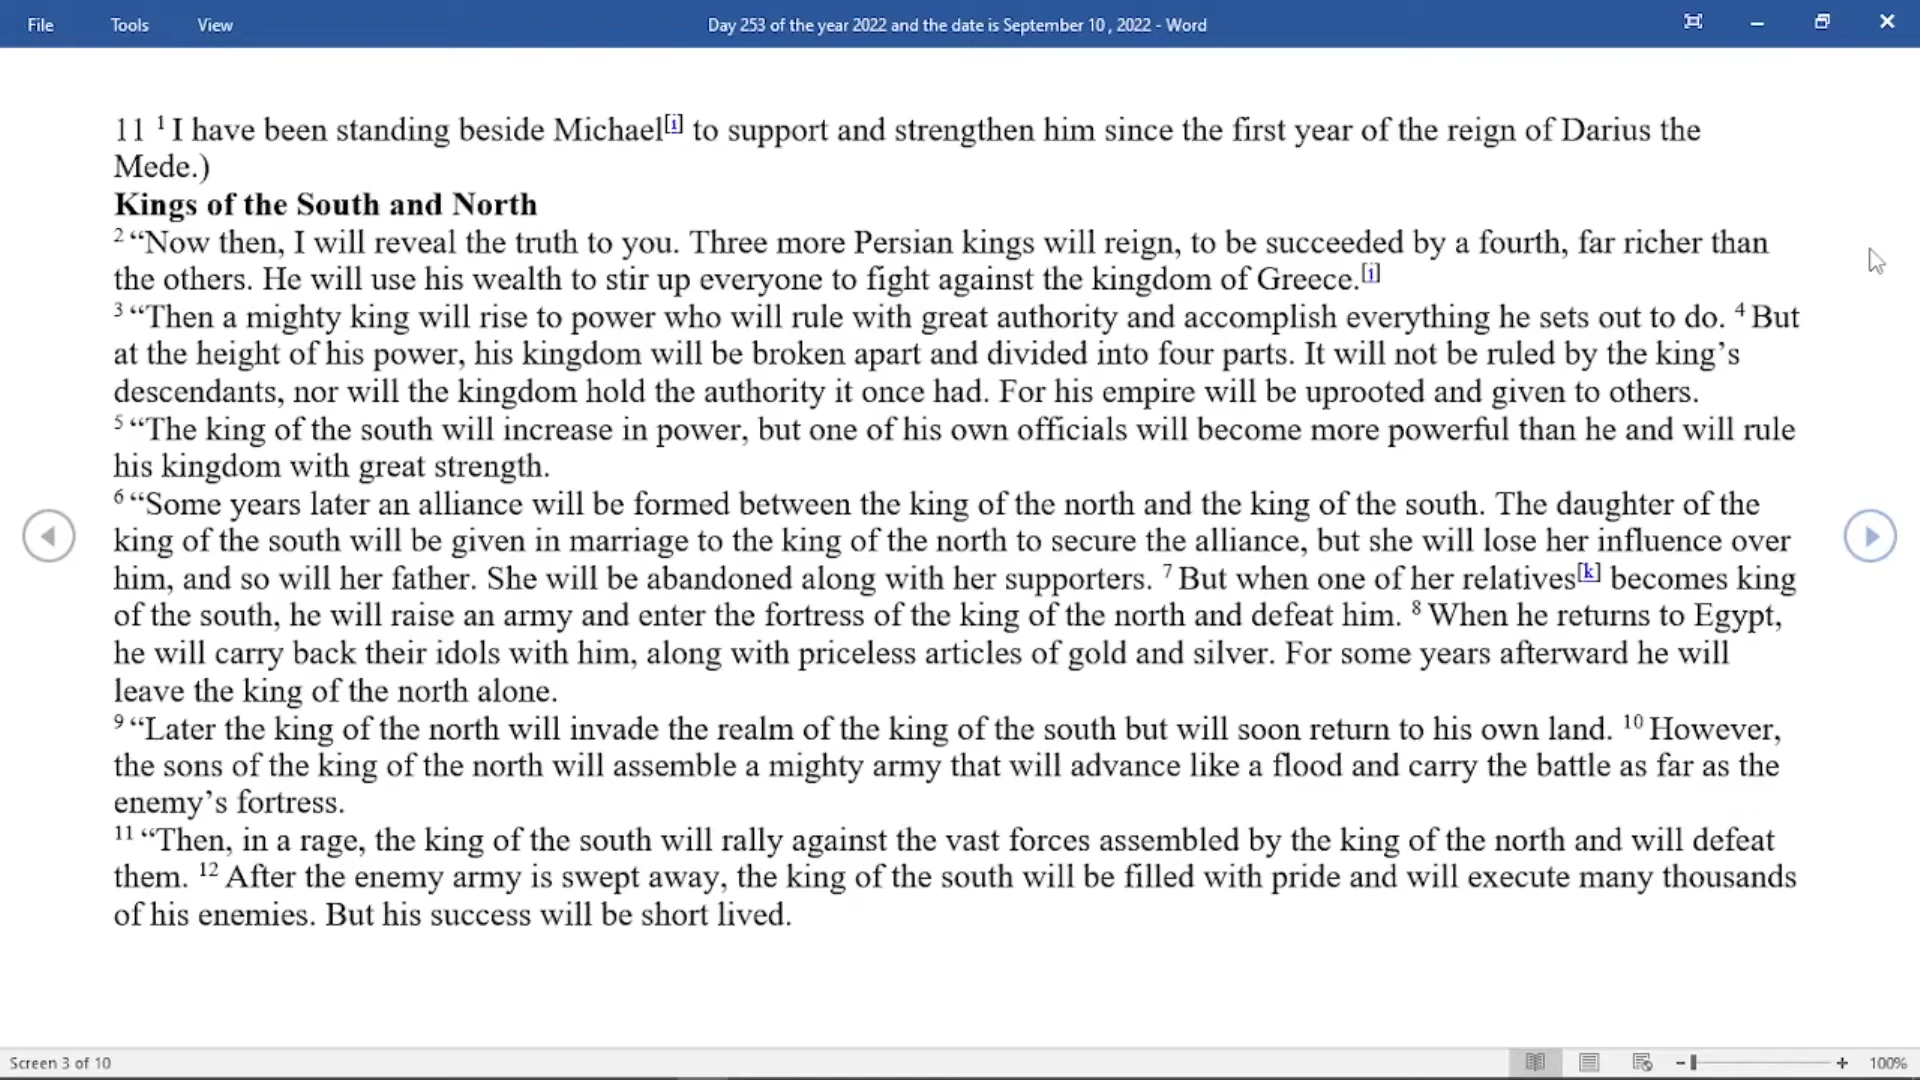 File Tools View Day 253 of the year 2022 and the date is September 10 , 2022 - Word
11 1 I have been standing beside Michael[i] to support and strengthen him since the first year of the reign of Darius the
Mede.)
Kings of the South and North
2 “Now then, I will reveal the truth to you. Three more Persian kings will reign, to be succeeded by a fourth, far richer than
the others. He will use his wealth to stir up everyone to fight against the kingdom of Greece.[j]
3 “Then a mighty king will rise to power who will rule with great authority and accomplish everything he sets out to do. 4 But
at the height of his power, his kingdom will be broken apart and divided into four parts. It will not be ruled by the king’s
descendants, nor will the kingdom hold the authority it once had. For his empire will be uprooted and given to others.
5 “The king of the south will increase in power, but one of his own officials will become more powerful than he and will rule
his kingdom with great strength.
6 “Some years later an alliance will be formed between the king of the north and the king of the south. The daughter of the
king of the south will be given in marriage to the king of the north to secure the alliance, but she will lose her influence over
him, and so will her father. She will be abandoned along with her supporters. 7 But when one of her relatives[k] becomes king
of the south, he will raise an army and enter the fortress of the king of the north and defeat him. 8 When he returns to Egypt,
he will carry back their idols with him, along with priceless articles of gold and silver. For some years afterward he will
leave the king of the north alone.
9 “Later the king of the north will invade the realm of the king of the south but will soon return to his own land. 10 However,
the sons of the king of the north will assemble a mighty army that will advance like a flood and carry the battle as far as the
enemy’s fortress.
11 “Then, in a rage, the king of the south will rally against the vast forces assembled by the king of the north and will defeat
them. 12 After the enemy army is swept away, the king of the south will be filled with pride and will execute many thousands
of his enemies. But his success will be short lived.
Screen 3 of 10 100%